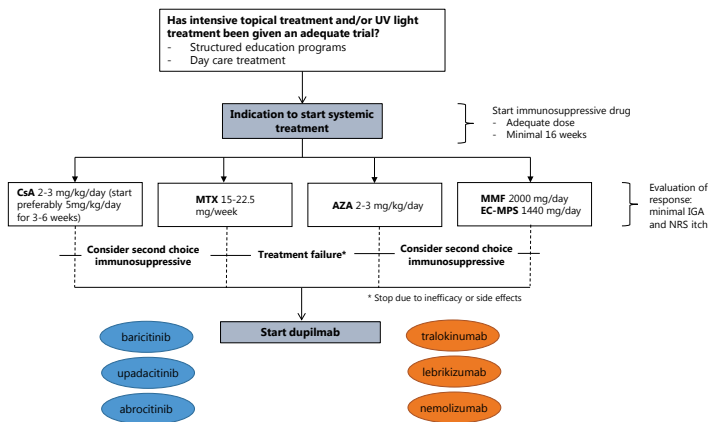 Has intensive topical treatment and/or UV light
treatment been given an adequate trial?
- Structured education programs
- Day care treatment
Indication to start systemic
treatment
Start immunosuppressive drug
- Adequate dose
- Minimal 16 weeks
CsA 2-3 mg/kg/day (start
preferably 5mg/kg/day
for 3-6 weeks)
MTX 15-22.5
mg/week
AZA 2-3 mg/kg/day
MMF 2000 mg/day
EC-MPS 1440 mg/day
Evaluation of
response:
minimal IGA
and NRS itch
Consider second choice
immunosuppressive
Treatment failure*
Consider second choice
immunosuppressive
* Stop due to inefficacy or side effects
Start dupilmab
baricitinib
upadacitinib
abrocitinib
tralokinumab
lebrikizumab
nemolizumab